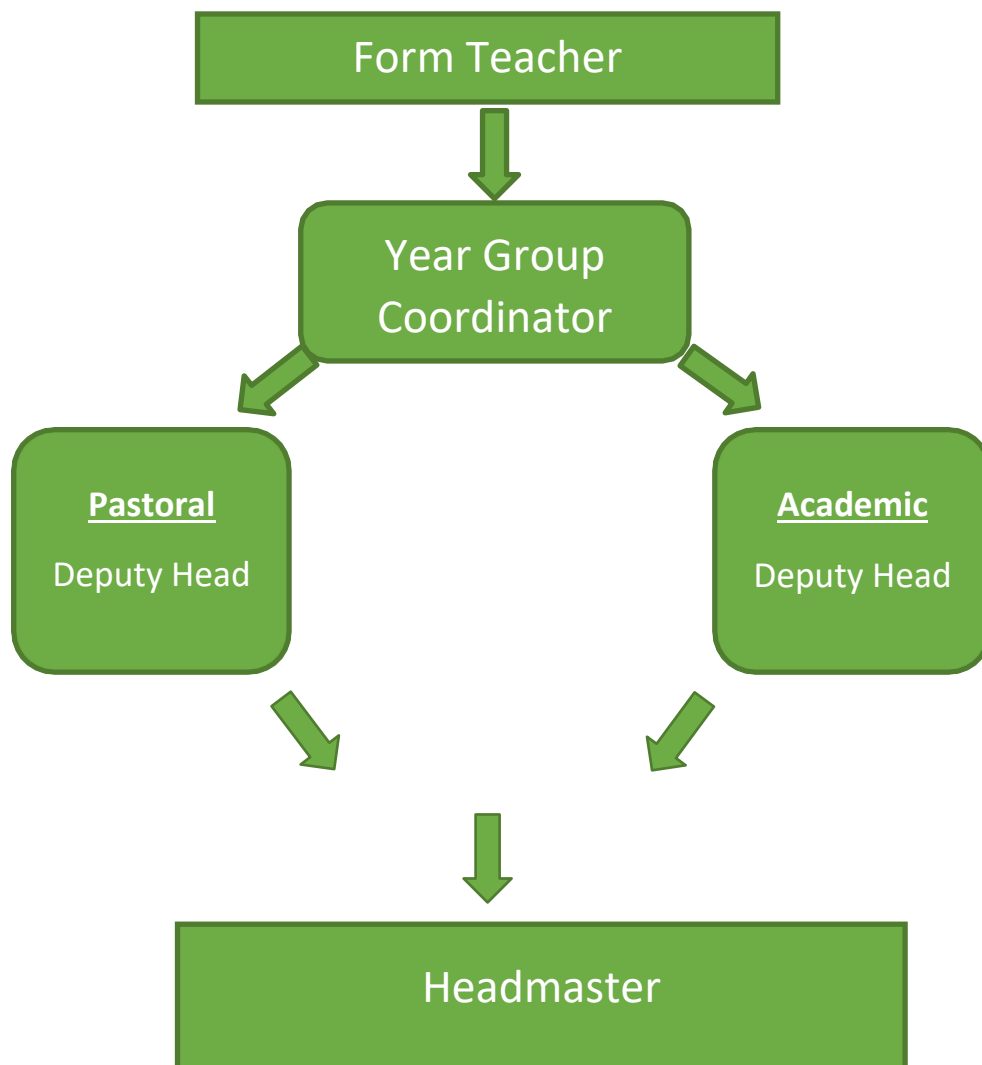 Form Teacher
Year Group
Coordinator
Pastoral
Deputy Head
Academic
Deputy Head
Headmaster